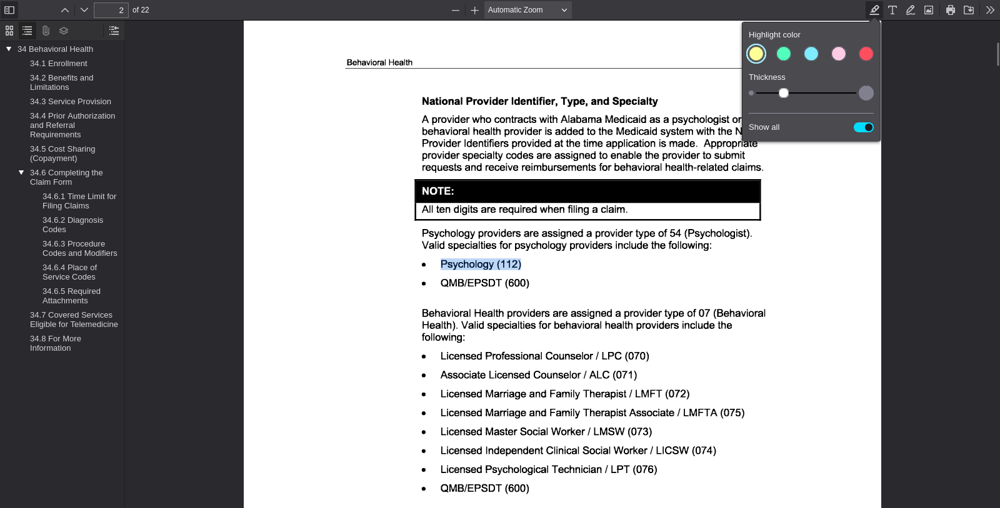 2
of 22
Automatic Zoom
34 Behavioral Health
34.1 Enrollment
34.2 Benefits and
Limitations
34.3 Service Provision
34.4 Prior Authorization
and Referral
Requirements
34.5 Cost Sharing
(Copayment)
34.6 Completing the
Claim Form
34.6.1 Time Limit for
Filing Claims
34.6.2 Diagnosis
Codes
34.6.3 Procedure
Codes and Modifiers
34.6.4 Place of
Service Codes
34.6.5 Required
Attachments
34.7 Covered Services
Eligible for Telemedicine
34.8 For More
Information
Highlight color
Thickness
Show all
Behavioral Health
National Provider Identifier, Type, and Specialty
A provider who contracts with Alabama Medicaid as a psychologist or
behavioral health provider is added to the Medicaid system with the N
Provider Identifiers provided at the time application is made.  Appropriate
provider specialty codes are assigned to enable the provider to submit
requests and receive reimbursements for behavioral health-related claims.
NOTE:
All ten digits are required when filing a claim.
Psychology providers are assigned a provider type of 54 (Psychologist).
Valid specialties for psychology providers include the following:
• Psychology (112)
• QMB/EPSDT (600)
Behavioral Health providers are assigned a provider type of 07 (Behavioral
Health). Valid specialties for behavioral health providers include the
following:
• Licensed Professional Counselor / LPC (070)
• Associate Licensed Counselor / ALC (071)
• Licensed Marriage and Family Therapist / LMFT (072)
• Licensed Marriage and Family Therapist Associate / LMFTA (075)
• Licensed Master Social Worker / LMSW (073)
• Licensed Independent Clinical Social Worker / LICSW (074)
• Licensed Psychological Technician / LPT (076)
• QMB/EPSDT (600)